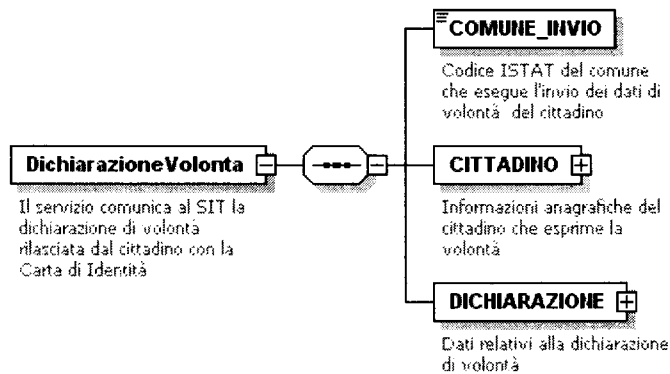 COMUNE_INVIO
Codice ISTAT del comune
che esegue l'invio dei dati di
volontà del cittadino
DichiarazioneVolonta
Il servizio comunica al SIT la
dichiarazione di volontà
rilasciata dal cittadino con la
Carta di Identità
CITTADINO
Informazioni anagrafiche del
cittadino che esprime la
volontà
DICHIARAZIONE
Dati relativi alla dichiarazione
di volontà